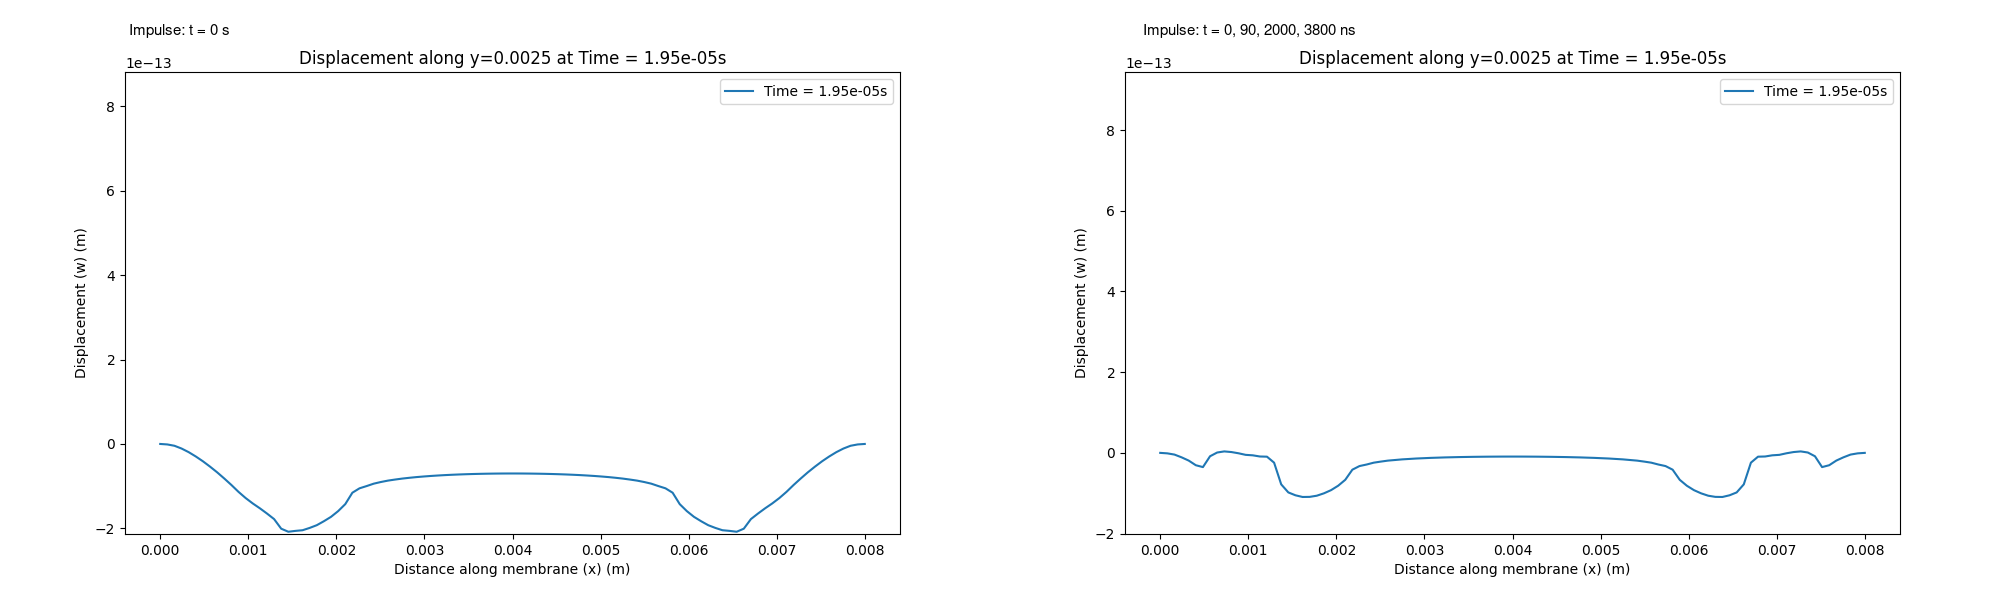 Impulse: t = 0 s
Displacement along y=0.0025 at Time = 1.95e-05s
1e−13
Time = 1.95e-05s
8
6
4
2
0
−2
Displacement (w) (m)
0.000 0.001 0.002 0.003 0.004 0.005 0.006 0.007 0.008
Distance along membrane (x) (m)
Impulse: t = 0, 90, 2000, 3800 ns
Displacement along y=0.0025 at Time = 1.95e-05s
1e−13
Time = 1.95e-05s
8
6
4
2
0
−2
Displacement (w) (m)
0.000 0.001 0.002 0.003 0.004 0.005 0.006 0.007 0.008
Distance along membrane (x) (m)